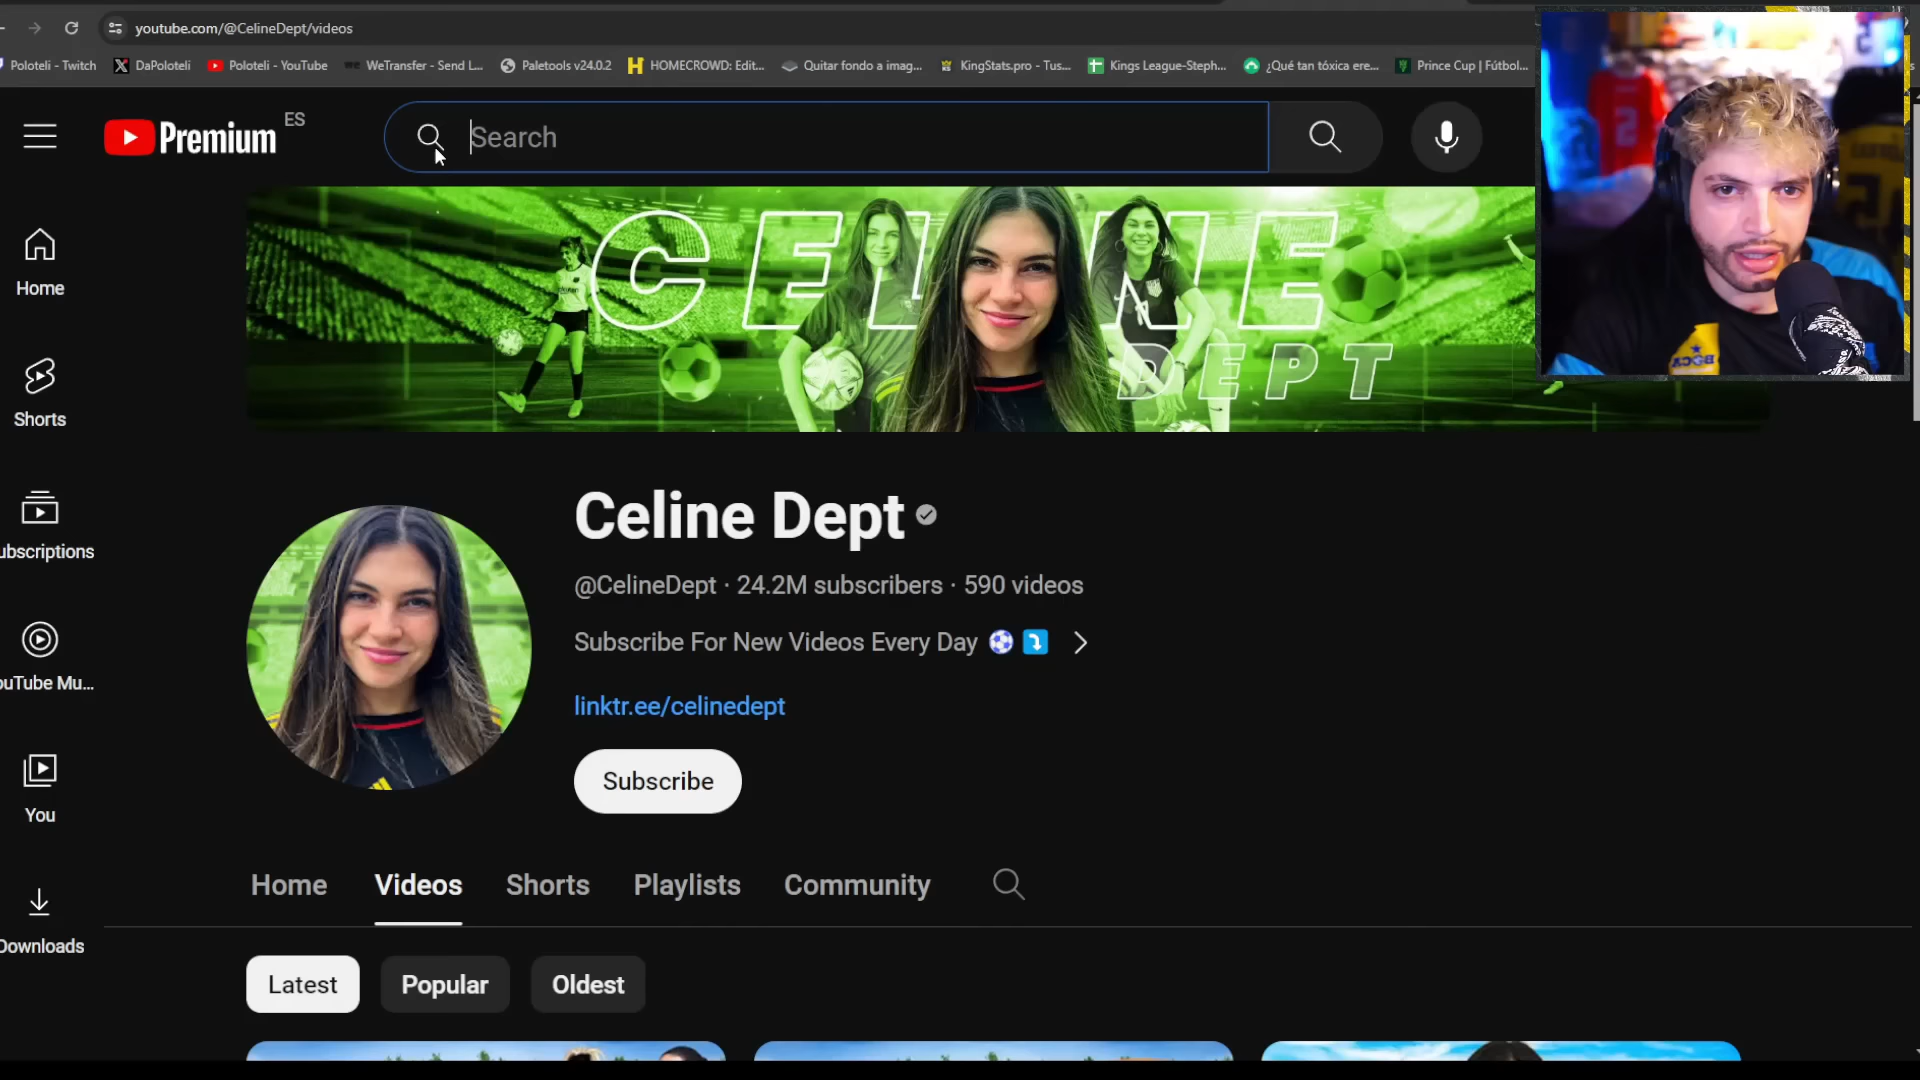 youtube.com/@CelineDept/videos
Poloteli - Twitch
DaPoloteli
Poloteli - YouTube
WeTransfer - Send L...
Paletools v24.0.2
HOMECROWD: Edit...
Quitar fondo a imag...
KingStats.pro - Tus...
Kings League-Steph...
¿Qué tan tóxica ere...
Prince Cup | Fútbol...
Premium ES
Search
CELINE
DEPT
Home
Shorts
ubscriptions
ouTube Mu...
You
Downloads
Celine Dept
@CelineDept · 24.2M subscribers · 590 videos
Subscribe For New Videos Every Day
linktr.ee/celinedept
Subscribe
Home Videos Shorts Playlists Community
Latest Popular Oldest